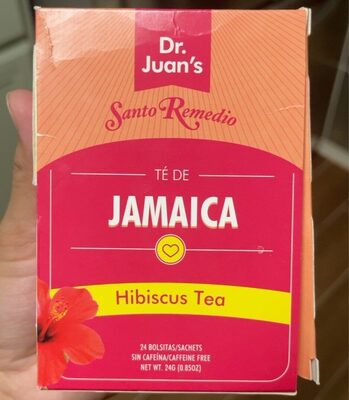 Dr.
Juan's
Santo Remedio
TÉ DE
JAMAICA
Hibiscus Tea
24 BOLSITAS/SACHETS
SIN CAFEÍNA/CAFFEINE FREE
NET WT. 24G (0.85OZ)